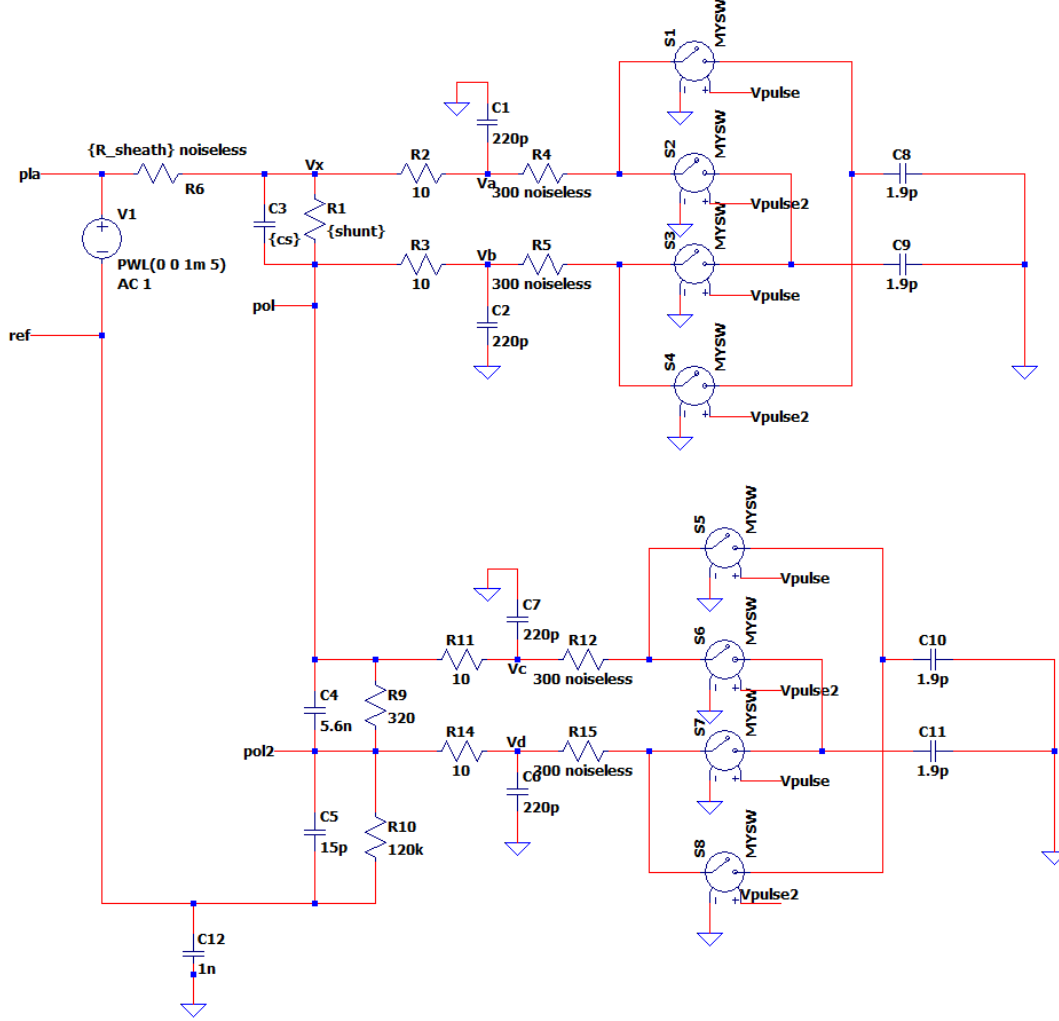 S1
MYSW
Vpulse
C1
220p
{R_sheath} noiseless
pla
R6
Vx
R2
10
Va
R4
300 noiseless
S2
MYSW
Vpulse2
C8
1.9p
V1
PWL(0 0 1m 5)
AC 1
C3
{cs}
R1
{shunt}
R3
10
Vb
R5
300 noiseless
S3
MYSW
Vpulse
C9
1.9p
pol
ref
C2
220p
S4
MYSW
Vpulse2
S5
MYSW
Vpulse
C7
220p
R11
10
Vc
R12
300 noiseless
S6
MYSW
Vpulse2
C10
1.9p
C4
5.6n
R9
320
pol2
R14
10
Vd
R15
300 noiseless
S7
MYSW
Vpulse
C11
1.9p
C6
220p
C5
15p
R10
120k
S8
MYSW
Vpulse2
C12
1n